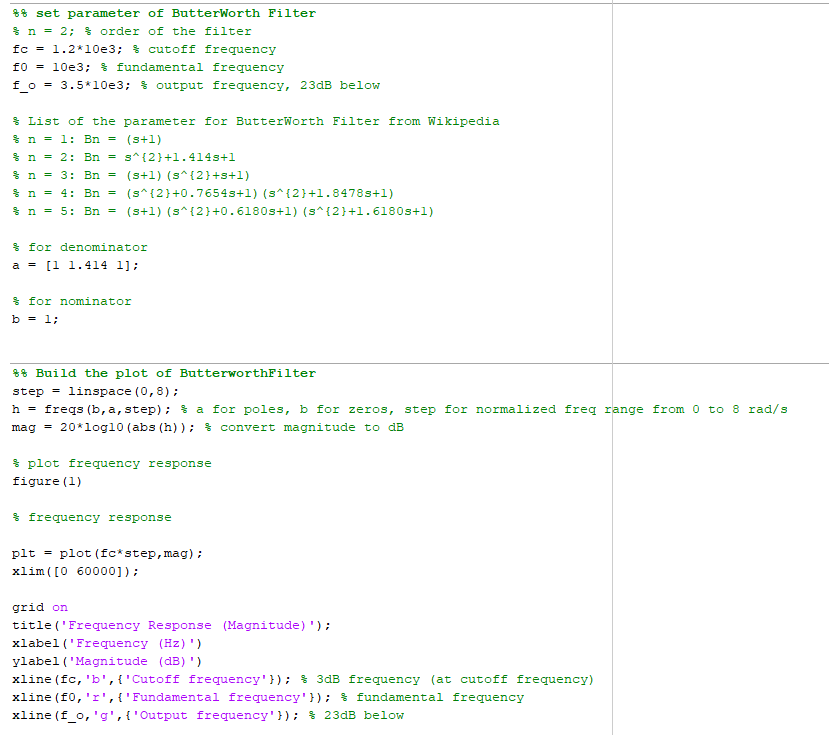 %% set parameter of ButterWorth Filter
% n = 2; % order of the filter
fc = 1.2*10e3; % cutoff frequency
f0 = 10e3; % fundamental frequency
f_o = 3.5*10e3; % output frequency, 23dB below
% List of the parameter for ButterWorth Filter from Wikipedia
% n = 1: Bn = (s+1)
% n = 2: Bn = s^{2}+1.414s+1
% n = 3: Bn = (s+1)(s^{2}+s+1)
% n = 4: Bn = (s^{2}+0.7654s+1)(s^{2}+1.8478s+1)
% n = 5: Bn = (s+1)(s^{2}+0.6180s+1)(s^{2}+1.6180s+1)
% for denominator
a = [1 1.414 1];
% for nominator
b = 1;
%% Build the plot of ButterworthFilter
step = linspace(0,8);
h = freqs(b,a,step); % a for poles, b for zeros, step for normalized freq range from 0 to 8 rad/s
mag = 20*log10(abs(h)); % convert magnitude to dB
% plot frequency response
figure(1)
% frequency response
plt = plot(fc*step,mag);
xlim([0 60000]);
grid on
title('Frequency Response (Magnitude)');
xlabel('Frequency (Hz)')
ylabel('Magnitude (dB)')
xline(fc,'b',{'Cutoff frequency'}); % 3dB frequency (at cutoff frequency)
xline(f0,'r',{'Fundamental frequency'}); % fundamental frequency
xline(f_o,'g',{'Output frequency'}); % 23dB below